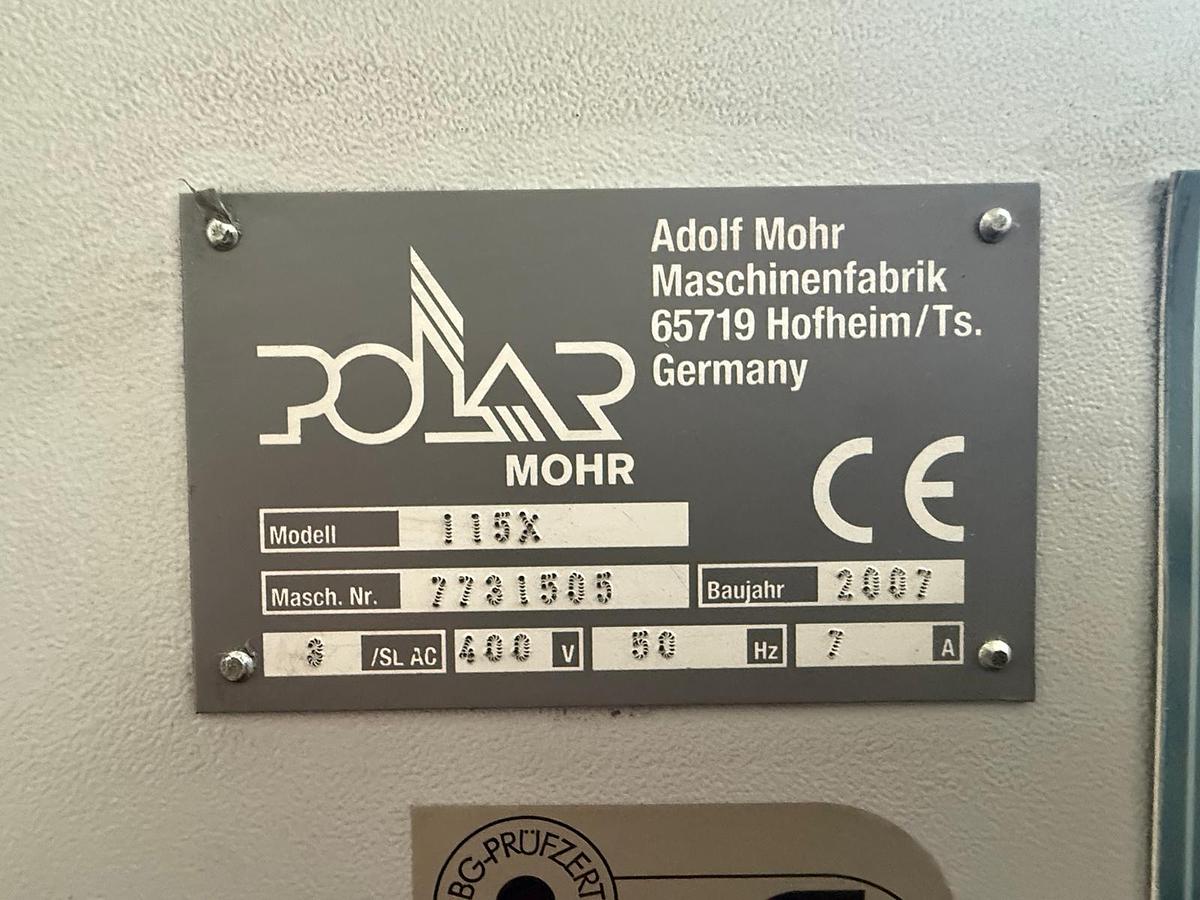 POLAR
MOHR
Adolf Mohr
Maschinenfabrik
65719 Hofheim/Ts.
Germany
CE
Modell 115X
Masch. Nr. 7731505 Baujahr 2007
3 /SL AC 400 V 50 Hz 7 A
BG-PRÜFZERT